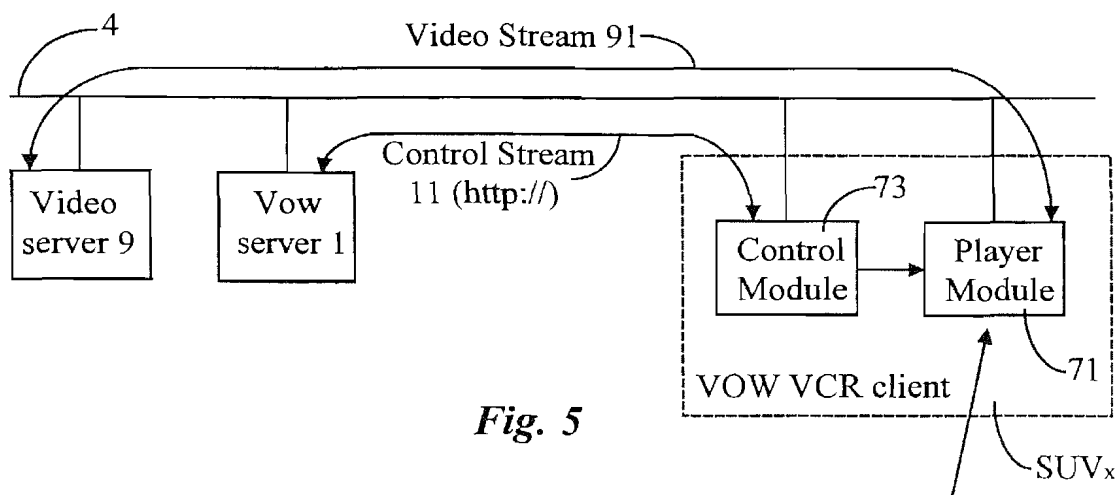 4
Video Stream 91
Control Stream
11 (http://)
Video
server 9
Vow
server 1
73
Control
Module
Player
Module
71
VOW VCR client
Fig. 5
SUVx